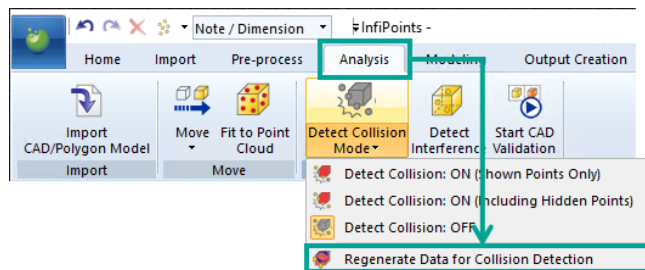 Note / Dimension
InfiPoints -
Home Import Pre-process Analysis Modeling Output Creation
Import CAD/Polygon Model
Move
Fit to Point Cloud
Detect Collision Mode
Detect Interference
Start CAD Validation
Import
Move
Detect Collision: ON (Shown Points Only)
Detect Collision: ON (Including Hidden Points)
Detect Collision: OFF
Regenerate Data for Collision Detection